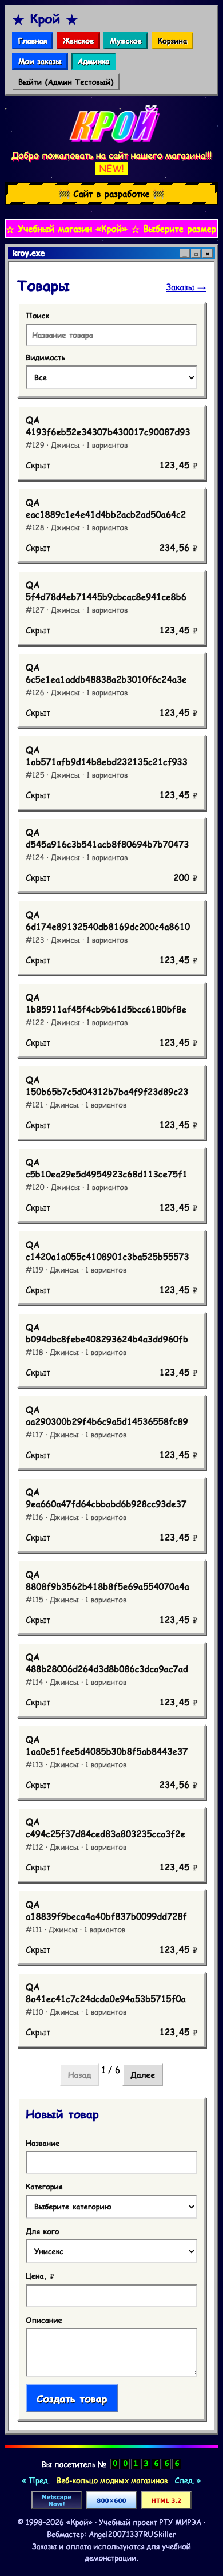 ★ Крой ★
Главная Женское Мужское Корзина
Мои заказы Админка
Выйти (Админ Тестовый)
КРОЙ
Добро пожаловать на сайт нашего магазина!!!
NEW!
Сайт в разработке
☆ Учебный магазин «Крой» ☆ Выберите размер
kroy.exe
Товары
Заказы →
Поиск
Название товара
Видимость
Все
QA
4193f6eb52e34307b430017c90087d93
#129 · Джинсы · 1 вариантов
Скрыт 123,45 ₽
QA
eac1889c1e4e41d4bb2acb2ad50a64c2
#128 · Джинсы · 1 вариантов
Скрыт 234,56 ₽
QA
5f4d78d4eb71445b9cbcac8e941ce8b6
#127 · Джинсы · 1 вариантов
Скрыт 123,45 ₽
QA
6c5e1ea1addb48838a2b3010f6c24a3e
#126 · Джинсы · 1 вариантов
Скрыт 123,45 ₽
QA
1ab571afb9d14b8ebd232135c21cf933
#125 · Джинсы · 1 вариантов
Скрыт 123,45 ₽
QA
d545a916c3b541acb8f80694b7b70473
#124 · Джинсы · 1 вариантов
Скрыт 200 ₽
QA
6d174e89132540db8169dc200c4a8610
#123 · Джинсы · 1 вариантов
Скрыт 123,45 ₽
QA
1b85911af45f4cb9b61d5bcc6180bf8e
#122 · Джинсы · 1 вариантов
Скрыт 123,45 ₽
QA
150b65b7c5d04312b7ba4f9f23d89c23
#121 · Джинсы · 1 вариантов
Скрыт 123,45 ₽
QA
c5b10ea29e5d4954923c68d113ce75f1
#120 · Джинсы · 1 вариантов
Скрыт 123,45 ₽
QA
c1420a1a055c4108901c3ba525b55573
#119 · Джинсы · 1 вариантов
Скрыт 123,45 ₽
QA
b094dbc8febe408293624b4a3dd960fb
#118 · Джинсы · 1 вариантов
Скрыт 123,45 ₽
QA
aa290300b29f4b6c9a5d14536558fc89
#117 · Джинсы · 1 вариантов
Скрыт 123,45 ₽
QA
9ea660a47fd64cbbabd6b928cc93de37
#116 · Джинсы · 1 вариантов
Скрыт 123,45 ₽
QA
8808f9b3562b418b8f5e69a554070a4a
#115 · Джинсы · 1 вариантов
Скрыт 123,45 ₽
QA
488b28006d264d3d8b086c3dca9ac7ad
#114 · Джинсы · 1 вариантов
Скрыт 123,45 ₽
QA
1aa0e51fee5d4085b30b8f5ab8443e37
#113 · Джинсы · 1 вариантов
Скрыт 234,56 ₽
QA
c494c25f37d84ced83a803235cca3f2e
#112 · Джинсы · 1 вариантов
Скрыт 123,45 ₽
QA
a18839f9beca4a40bf837b0099dd728f
#111 · Джинсы · 1 вариантов
Скрыт 123,45 ₽
QA
8a41ec41c7c24dcda0e94a53b5715f0a
#110 · Джинсы · 1 вариантов
Скрыт 123,45 ₽
Назад 1 / 6 Далее
Новый товар
Название
Категория
Выберите категорию
Для кого
Унисекс
Цена, ₽
Описание
Создать товар
Вы посетитель № 0013666
« Пред. Веб-кольцо модных магазинов След. »
Netscape Now! 800×600 HTML 3.2
© 1998-2026 «Крой» · Учебный проект РТУ МИРЭА ·
Вебмастер: Angel20071337RUSkiller
Заказы и оплата используются для учебной
демонстрации.